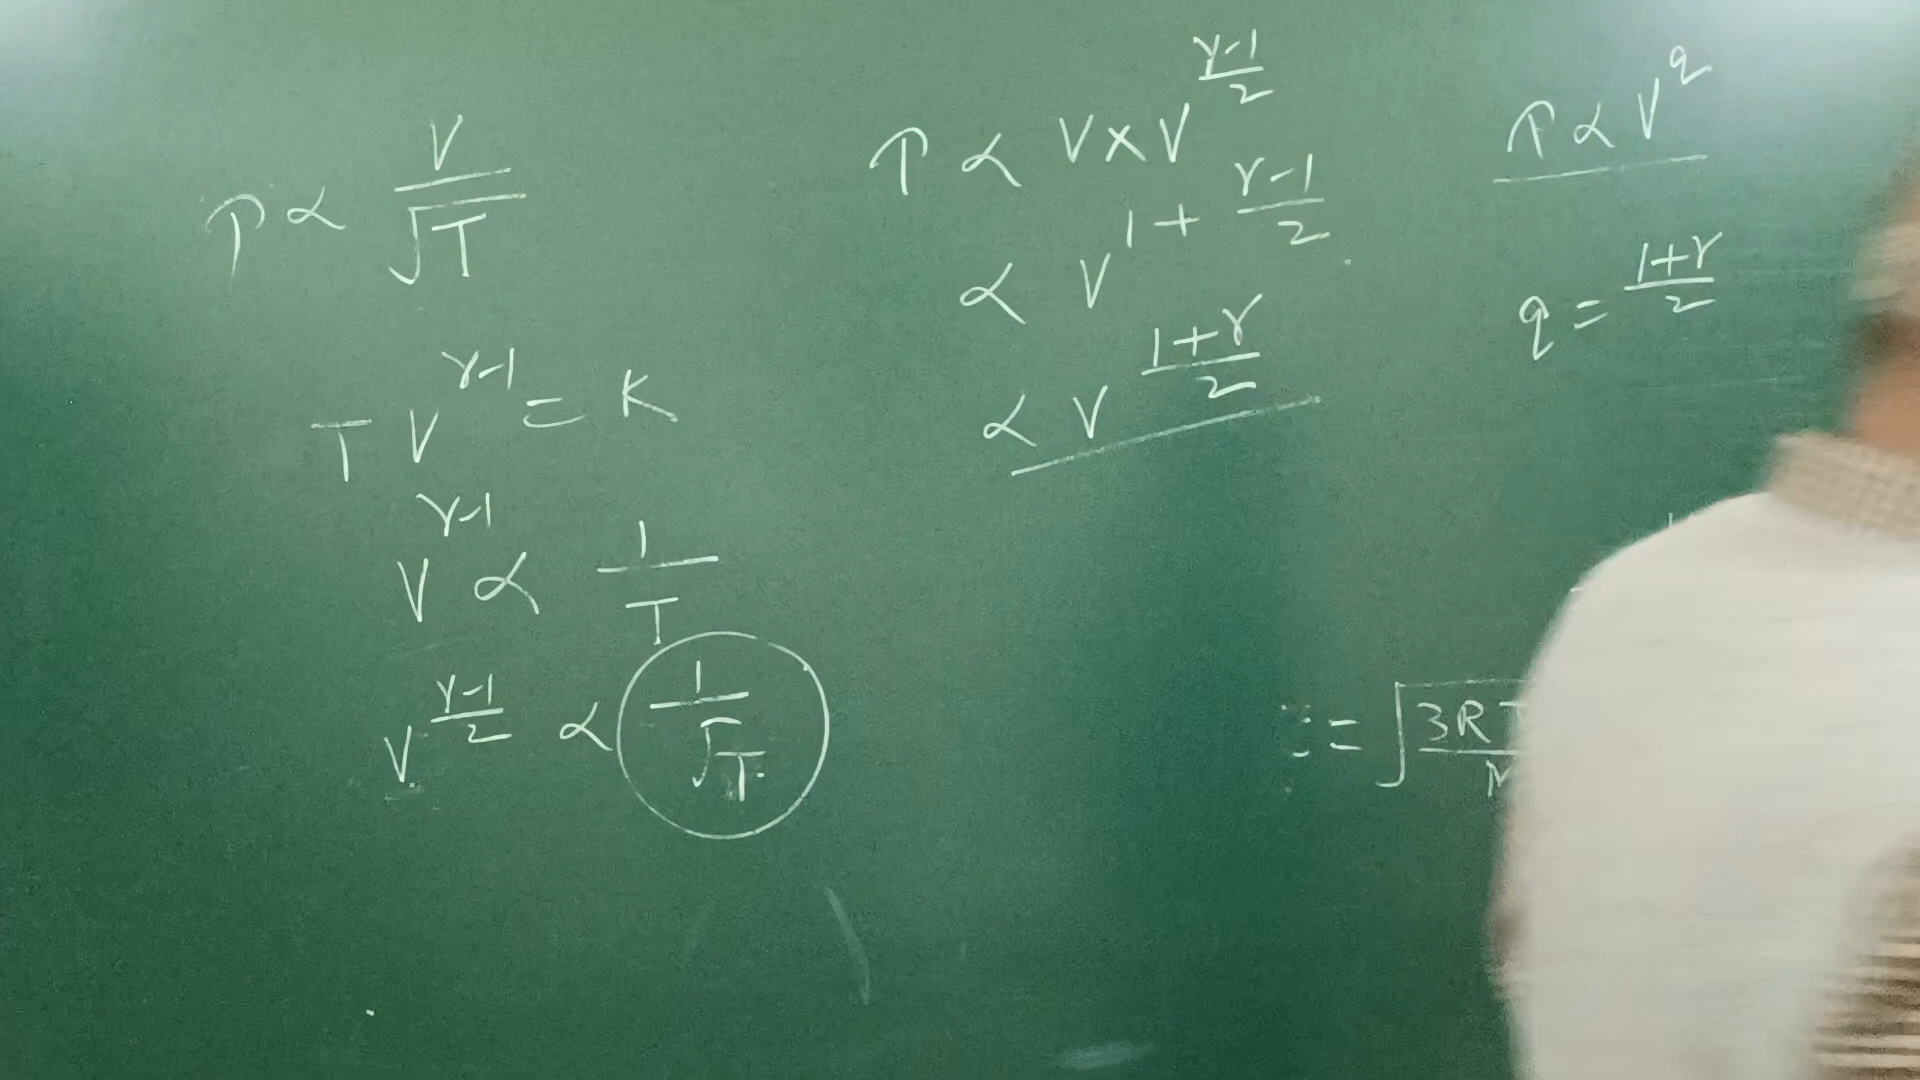 τ ∝ V/√T
T V^(γ-1) = K
V^(γ-1) ∝ 1/T
V^((γ-1)/2) ∝ 1/√T
τ ∝ V × V^((γ-1)/2)
∝ V^(1 + (γ-1)/2)
∝ V^((1+γ)/2)
τ ∝ V^q
q = (1+γ)/2
= √(3R